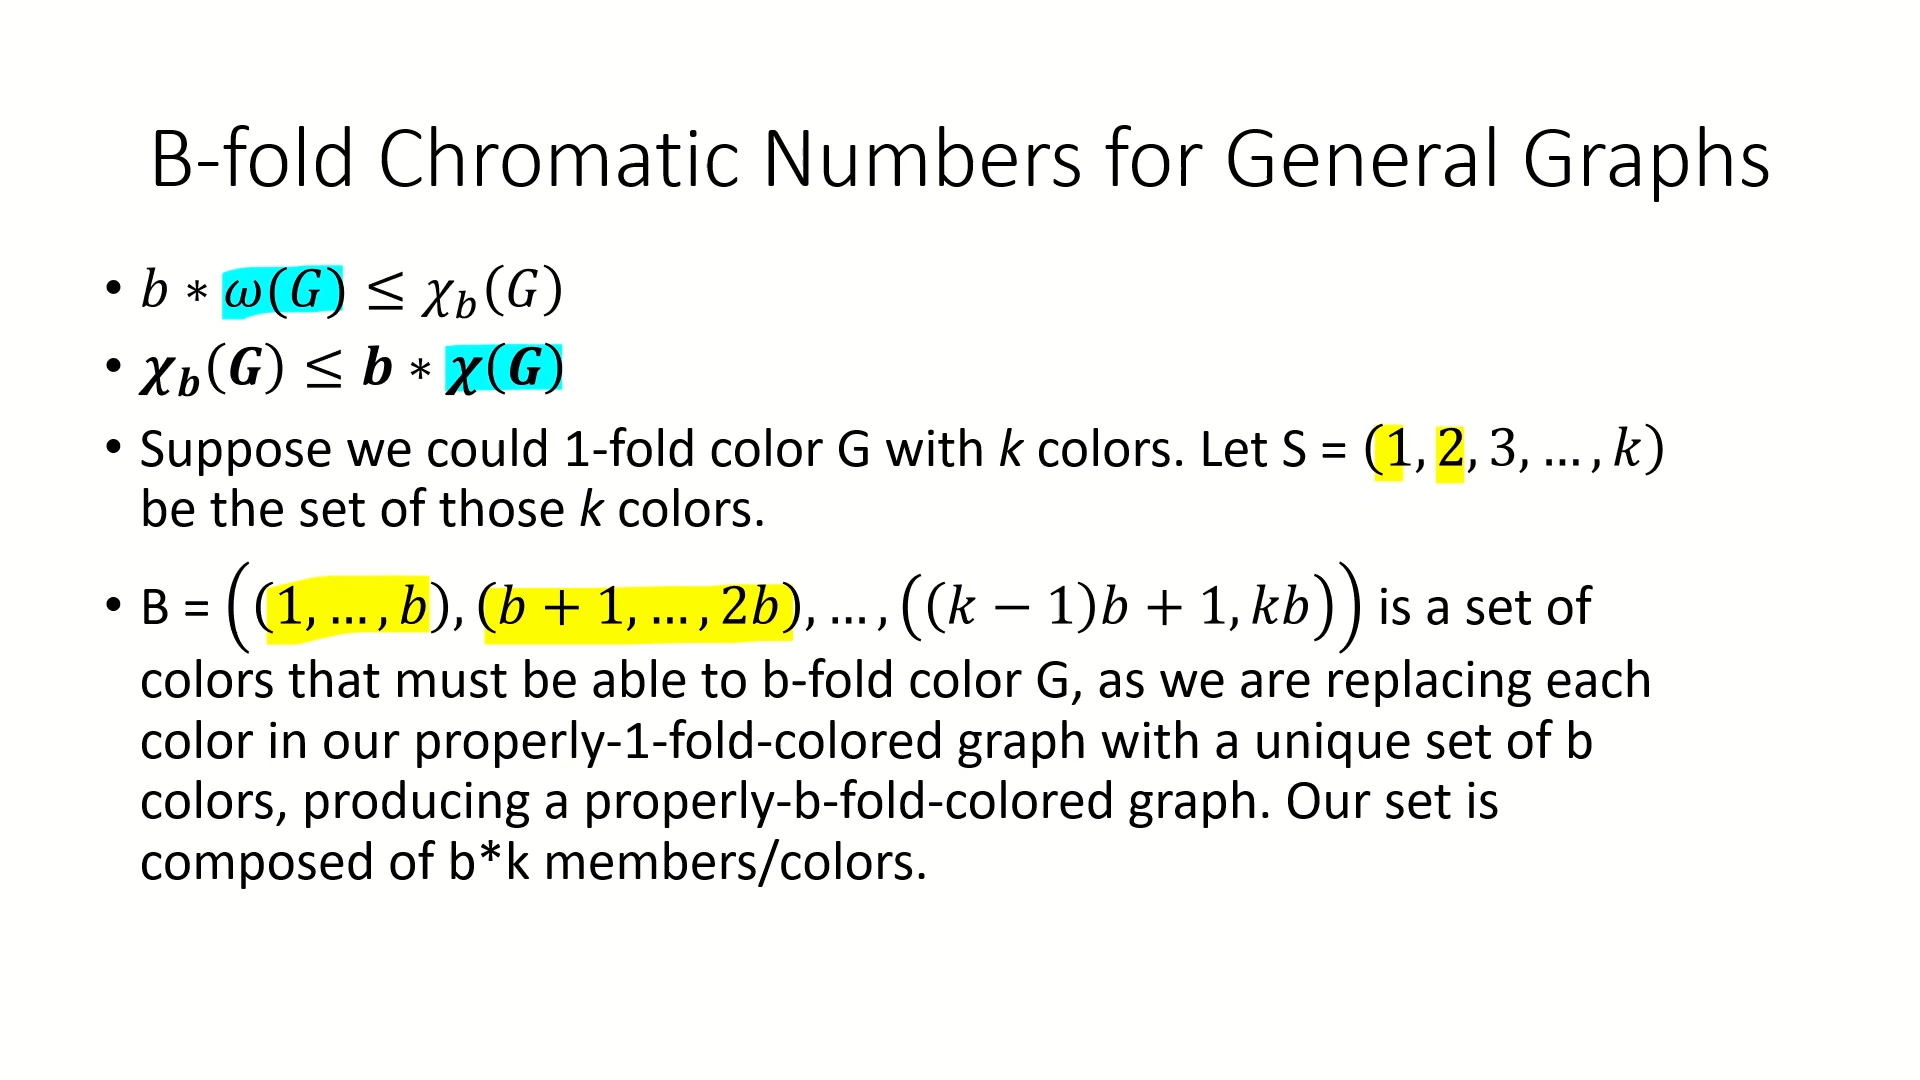 B-fold Chromatic Numbers for General Graphs
• b ∗ ω(G) ≤ χ_b(G)
• χ_b(G) ≤ b ∗ χ(G)
• Suppose we could 1-fold color G with k colors. Let S = (1, 2, 3, … , k)
be the set of those k colors.
• B = ((1, … , b), (b + 1, … , 2b), … , ((k − 1)b + 1, kb)) is a set of
colors that must be able to b-fold color G, as we are replacing each
color in our properly-1-fold-colored graph with a unique set of b
colors, producing a properly-b-fold-colored graph. Our set is
composed of b*k members/colors.